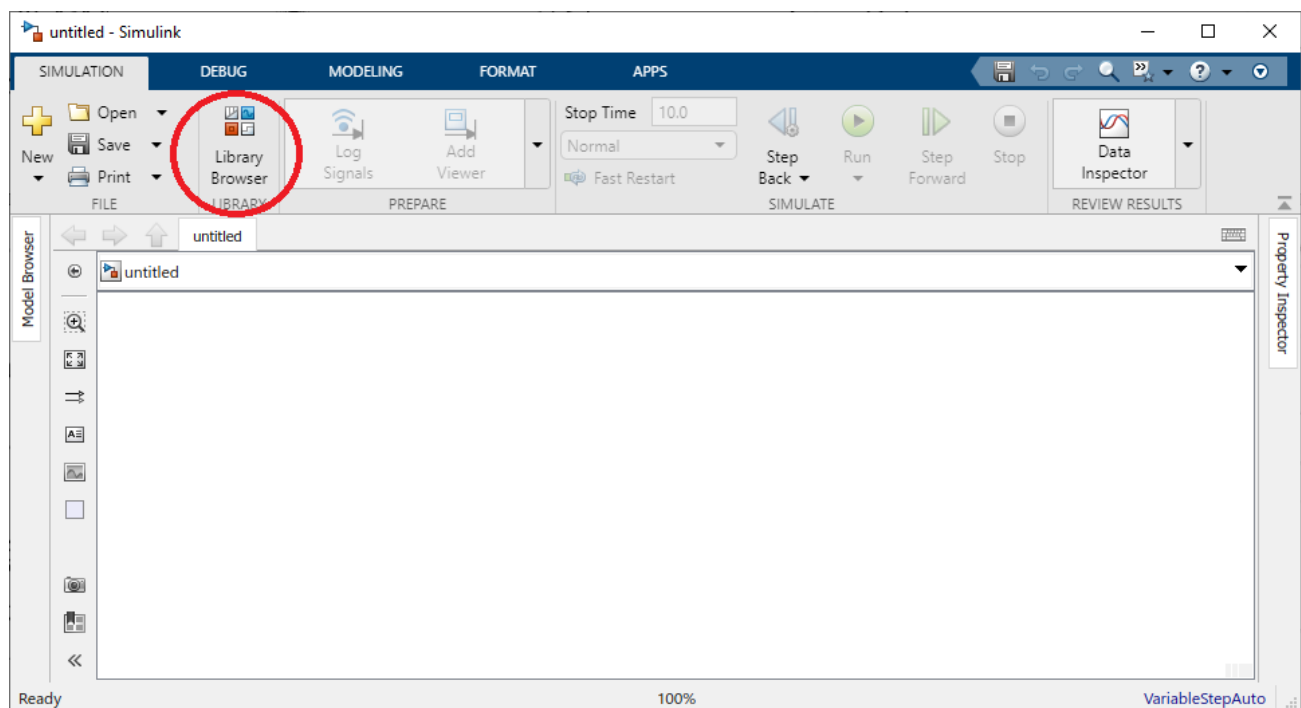 untitled - Simulink
SIMULATION DEBUG MODELING FORMAT APPS
New
Open
Save
Print
FILE
Library
Browser
LIBRARY
Log
Signals
Add
Viewer
PREPARE
Stop Time 10.0
Normal
Fast Restart
Step
Back
Run
Step
Forward
Stop
SIMULATE
Data
Inspector
REVIEW RESULTS
Model Browser
untitled
untitled
Property Inspector
Ready 100% VariableStepAuto